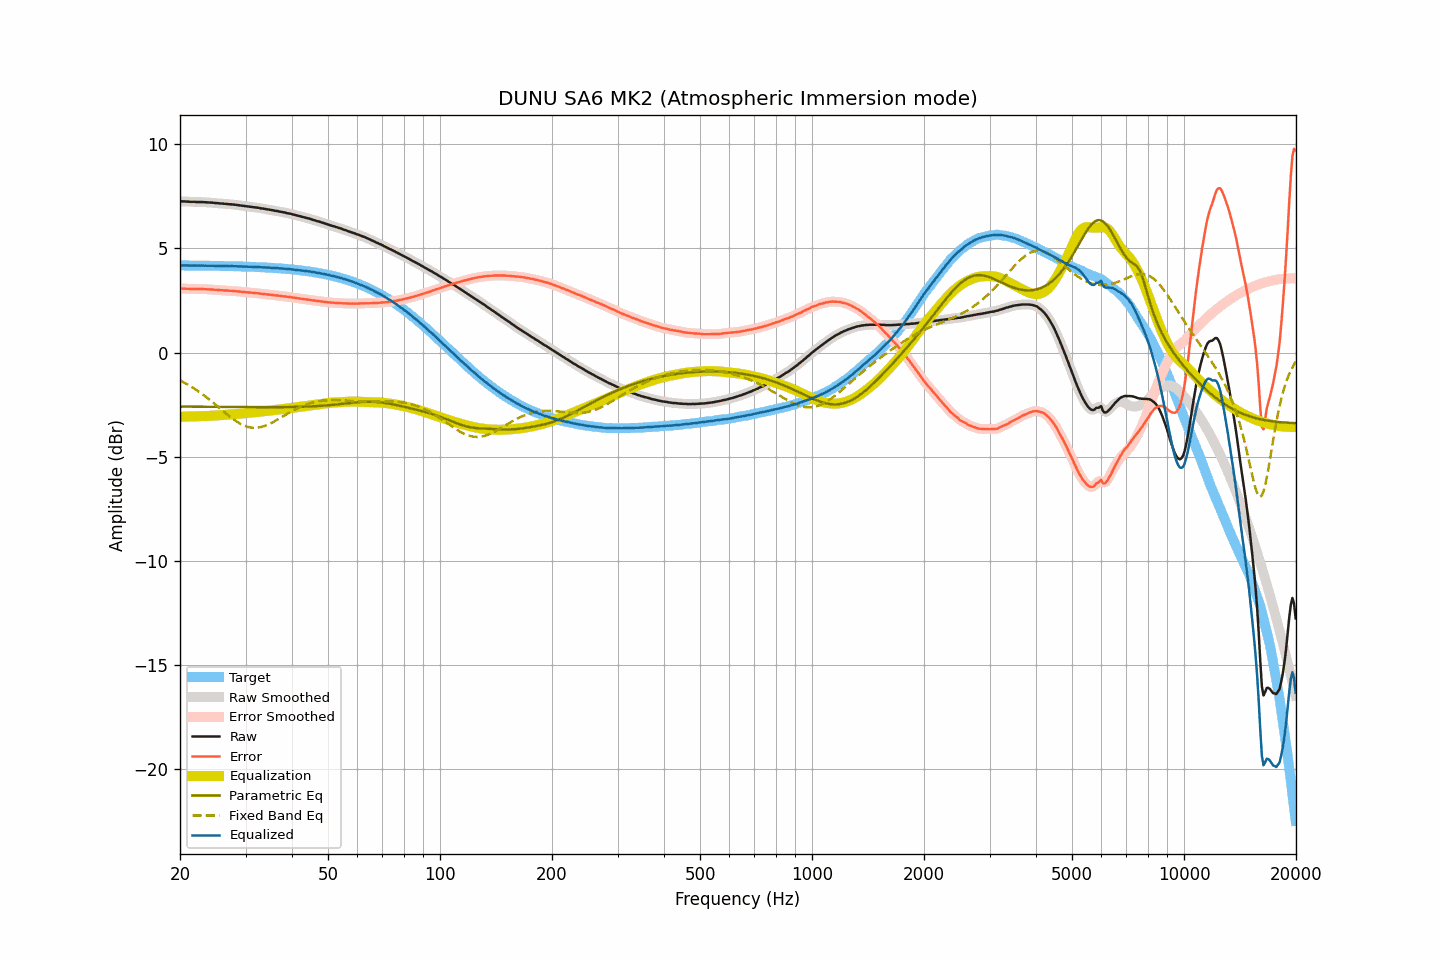 DUNU SA6 MK2 (Atmospheric Immersion mode)
10
5
0
−5
−10
−15
−20
Amplitude (dBr)
Target
Raw Smoothed
Error Smoothed
Raw
Error
Equalization
Parametric Eq
Fixed Band Eq
Equalized
20 50 100 200 500 1000 2000 5000 10000 20000
Frequency (Hz)